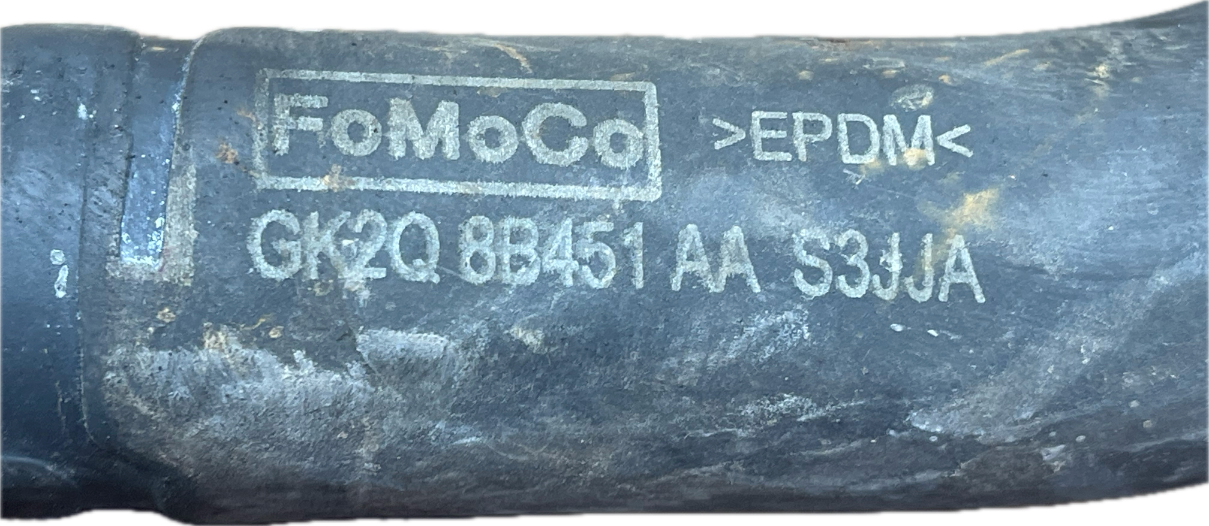 FoMoCo >EPDM<
GK2Q 8B451 AA S3JJA